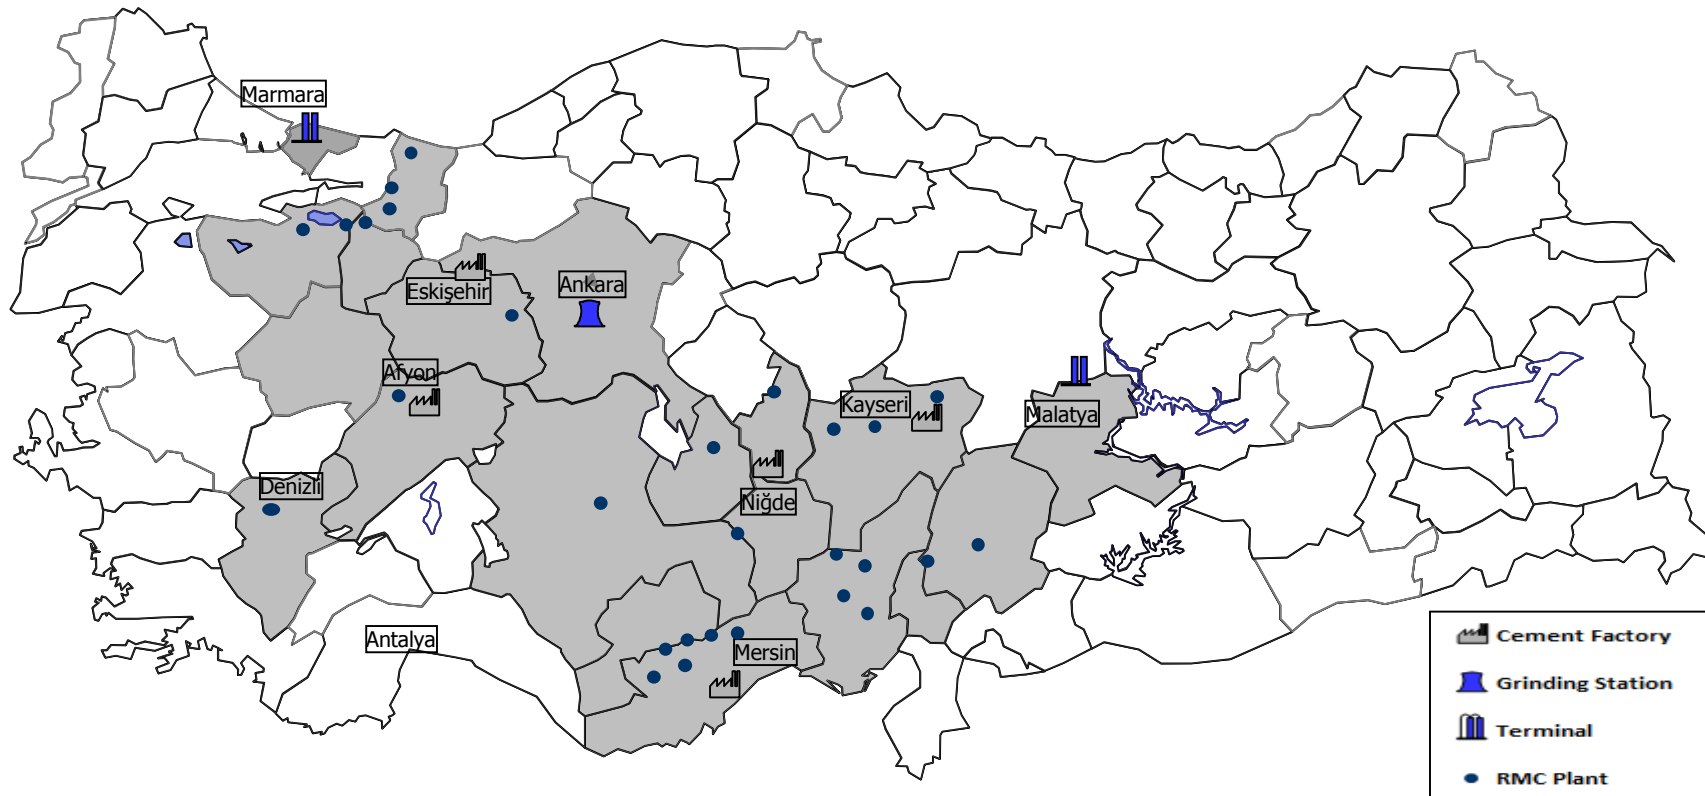 Marmara
Eskişehir
Ankara
Afyon
Kayseri
Malatya
Denizli
Niğde
Antalya
Mersin
Cement Factory
Grinding Station
Terminal
RMC Plant